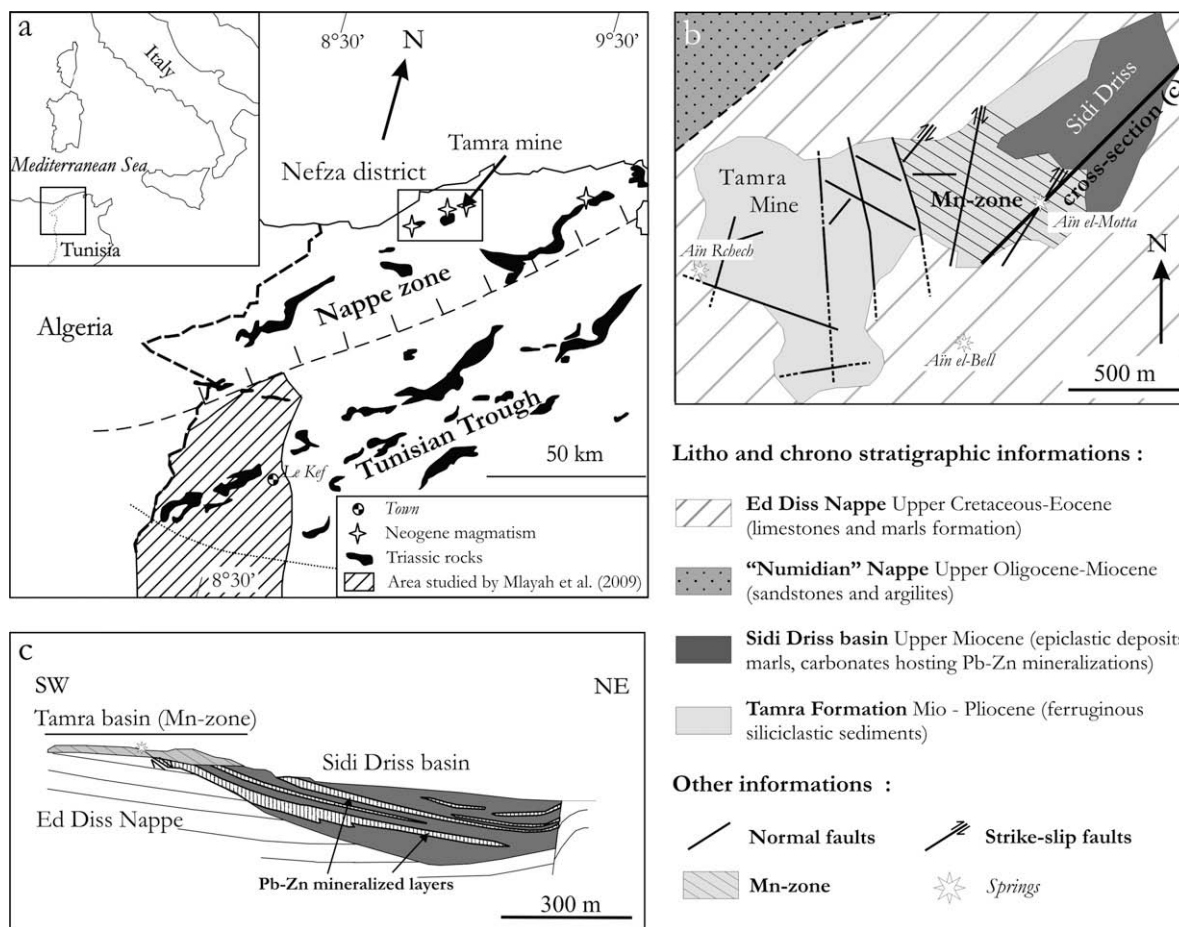 a
8°30'
9°30'
N
Italy
Tamra mine
Nefza district
Mediterranean Sea
Tunisia
Algeria
Nappe zone
Tunisian Trough
Le Kef
50 km
8°30'
Town
Neogene magmatism
Triassic rocks
Area studied by Mlayah et al. (2009)
b
Sidi Driss
cross-section (c)
Tamra
Mine
Mn-zone
Aïn el-Motta
Aïn Rchech
N
Aïn el-Bell
500 m
Litho and chrono stratigraphic informations :
Ed Diss Nappe Upper Cretaceous-Eocene
(limestones and marls formation)
“Numidian” Nappe Upper Oligocene-Miocene
(sandstones and argilites)
Sidi Driss basin Upper Miocene (epiclastic deposits
marls, carbonates hosting Pb-Zn mineralizations)
Tamra Formation Mio - Pliocene (ferruginous
siliciclastic sediments)
Other informations :
Normal faults
Strike-slip faults
Mn-zone
Springs
c
SW
NE
Tamra basin (Mn-zone)
Sidi Driss basin
Ed Diss Nappe
Pb-Zn mineralized layers
300 m